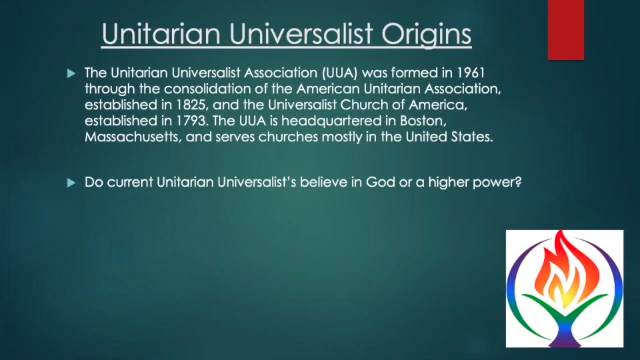 Unitarian Universalist Origins
The Unitarian Universalist Association (UUA) was formed in 1961
through the consolidation of the American Unitarian Association,
established in 1825, and the Universalist Church of America,
established in 1793. The UUA is headquartered in Boston,
Massachusetts, and serves churches mostly in the United States.
Do current Unitarian Universalist's believe in God or a higher power?